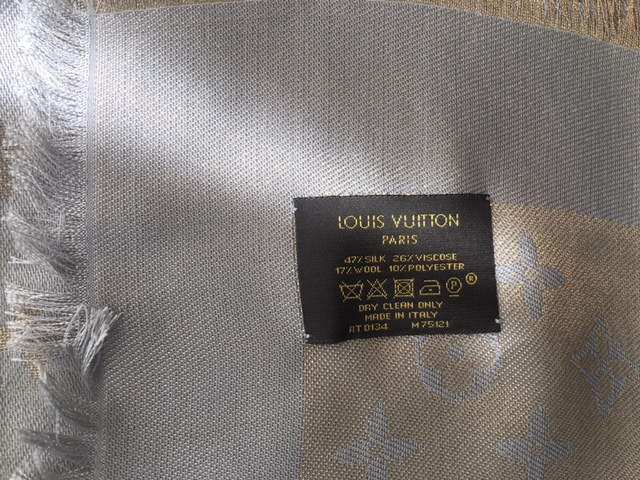 LOUIS VUITTON
PARIS
47%SILK 26%VISCOSE
17%WOOL 10%POLYESTER
P ®
DRY CLEAN ONLY
MADE IN ITALY
RT D134 M75121